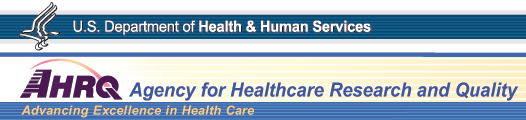 U.S. Department of Health & Human Services
AHRQ Agency for Healthcare Research and Quality
Advancing Excellence in Health Care